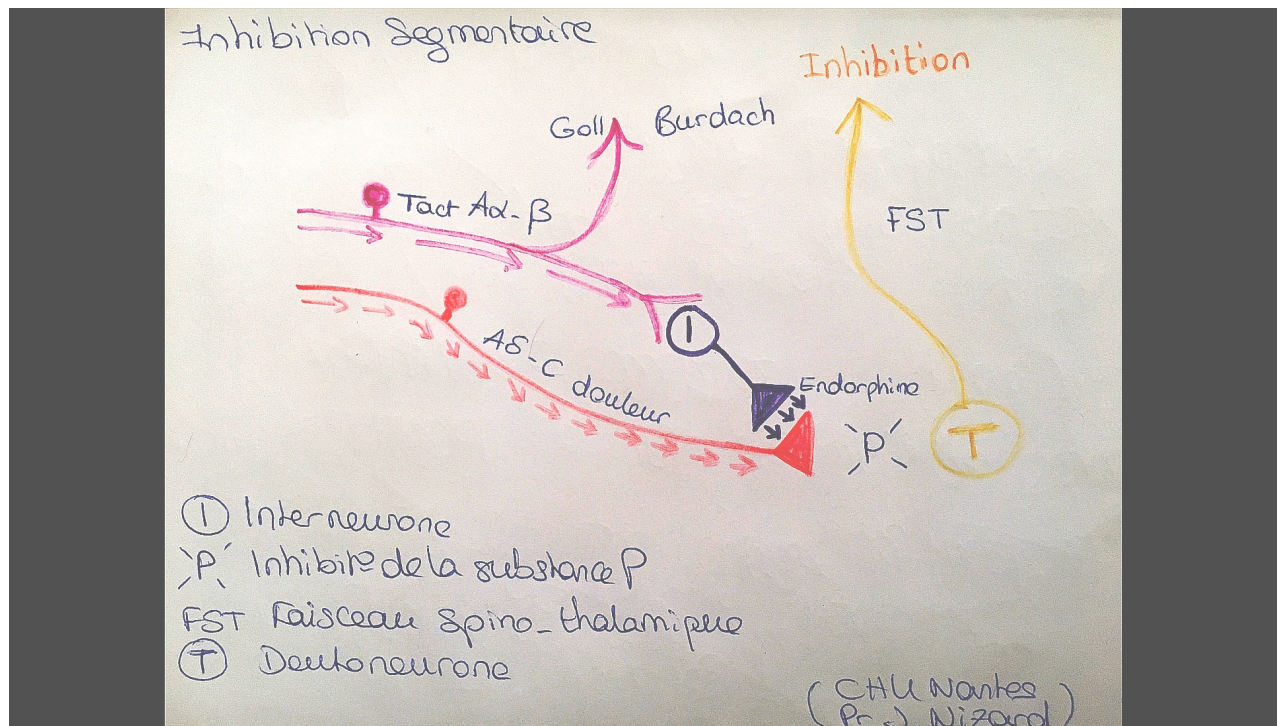 Inhibition Segmentaire
Inhibition
Goll Burdach
Tact Aα-β
FST
I
Aδ-C douleur
Endorphine
P
T
I Interneurone
P Inhibité de la substance P
FST Faisceau Spino-thalamique
T Deutoneurone
(CHU Nantes
Pr. J Nizard)